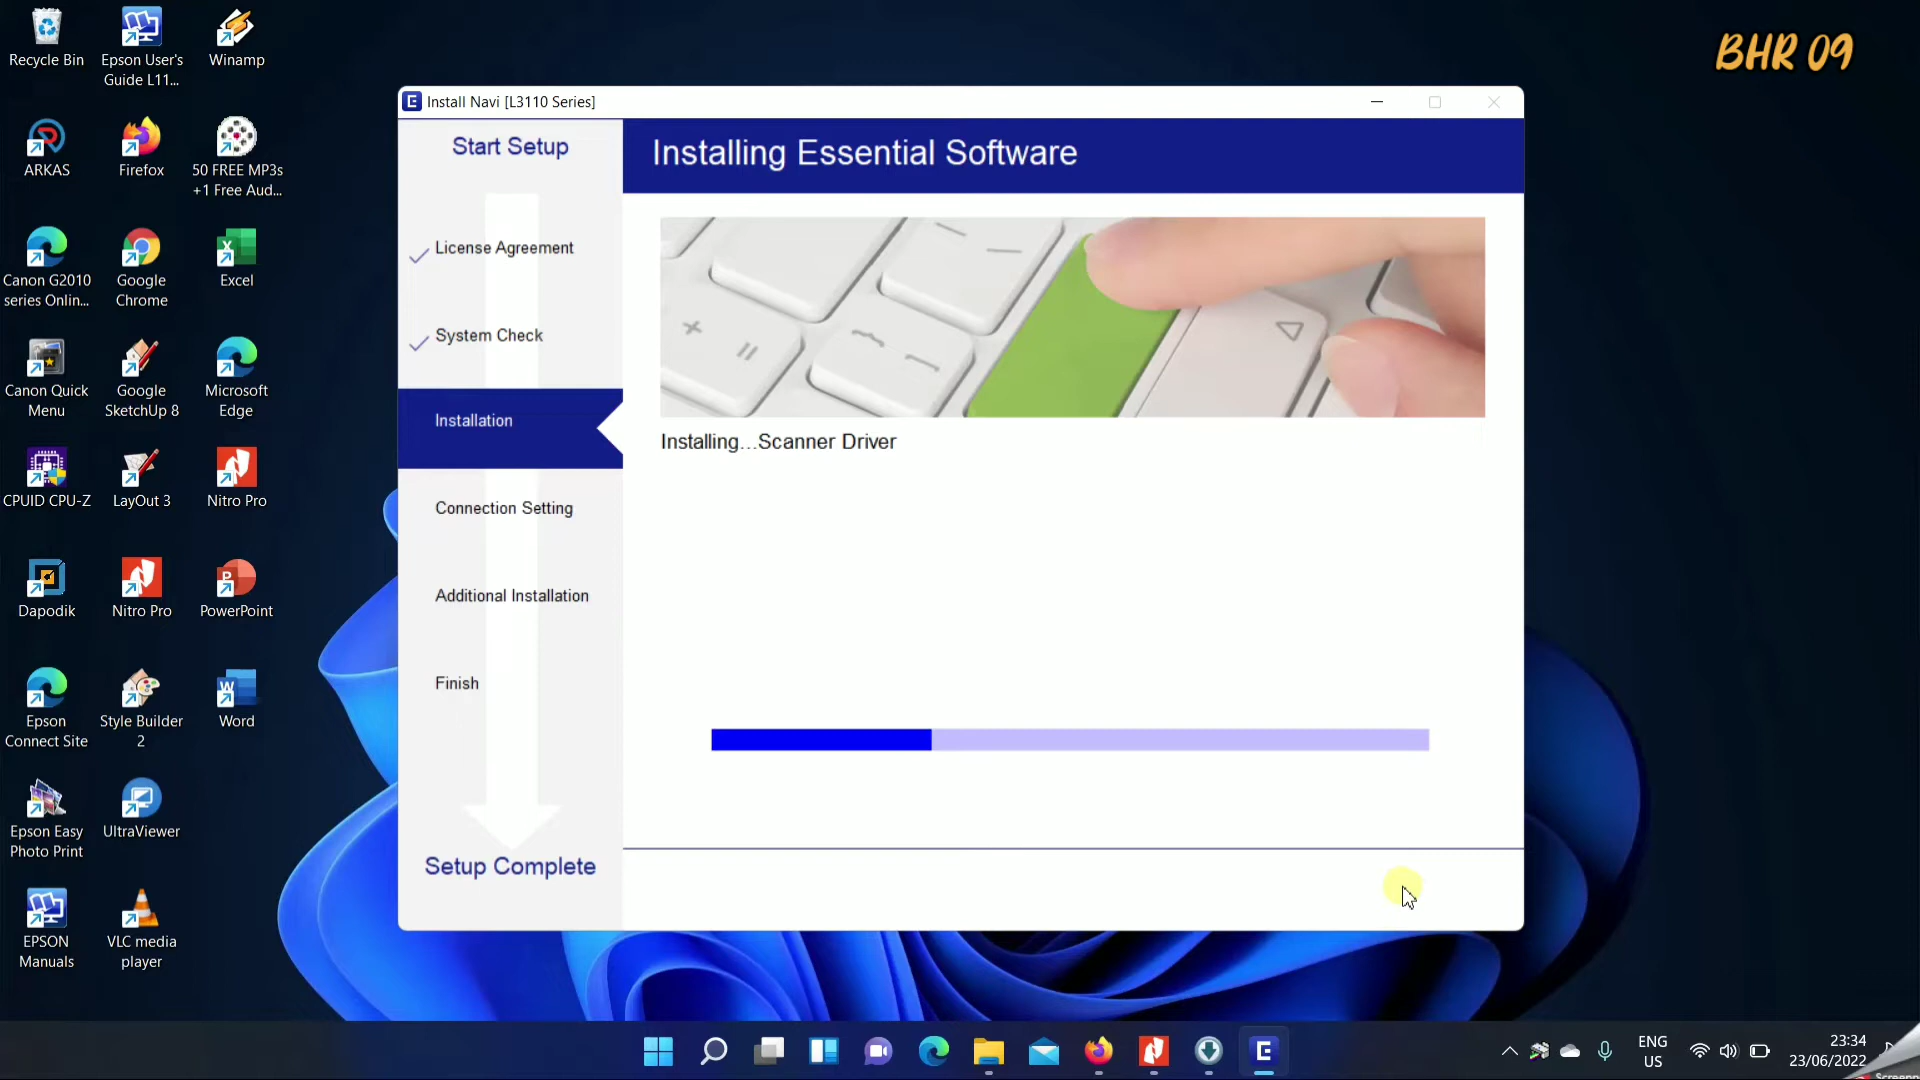 BHR 09
Recycle Bin
Epson User's
Guide L11...
Winamp
ARKAS
Firefox
50 FREE MP3s
+1 Free Aud...
Canon G2010
series Onlin...
Google
Chrome
Excel
Canon Quick
Menu
Google
SketchUp 8
Microsoft
Edge
CPUID CPU-Z
LayOut 3
Nitro Pro
Dapodik
Nitro Pro
PowerPoint
Epson
Connect Site
Style Builder
2
Word
Epson Easy
Photo Print
UltraViewer
EPSON
Manuals
VLC media
player
Install Navi [L3110 Series]
Start Setup
License Agreement
System Check
Installation
Connection Setting
Additional Installation
Finish
Setup Complete
Installing Essential Software
Installing...Scanner Driver
ENG
US
23:34
23/06/2022